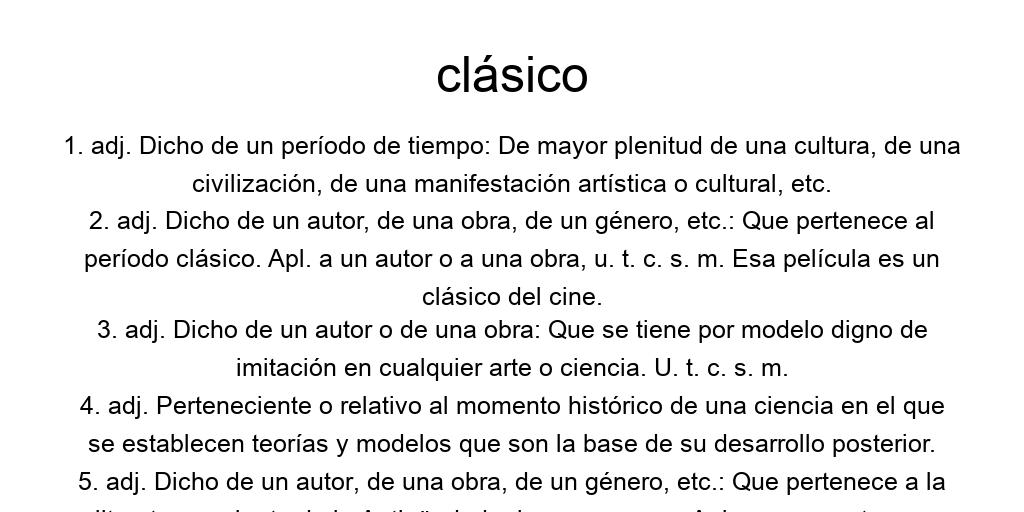 clásico
1. adj. Dicho de un período de tiempo: De mayor plenitud de una cultura, de una
civilización, de una manifestación artística o cultural, etc.
2. adj. Dicho de un autor, de una obra, de un género, etc.: Que pertenece al
período clásico. Apl. a un autor o a una obra, u. t. c. s. m. Esa película es un
clásico del cine.
3. adj. Dicho de un autor o de una obra: Que se tiene por modelo digno de
imitación en cualquier arte o ciencia. U. t. c. s. m.
4. adj. Perteneciente o relativo al momento histórico de una ciencia en el que
se establecen teorías y modelos que son la base de su desarrollo posterior.
5. adj. Dicho de un autor, de una obra, de un género, etc.: Que pertenece a la